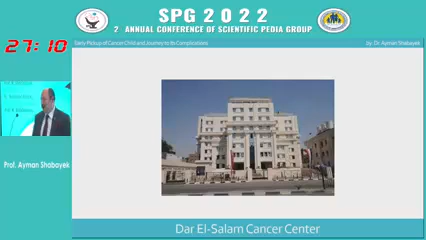 SPG 2022
2 ANNUAL CONFERENCE OF SCIENTIFIC PEDIA GROUP
27:10
Early Pickup of Cancer Child and Journey to Its Complications
by: Dr. Ayman Shabayek
Prof. Ayman Shabayek
Dar El-Salam Cancer Center